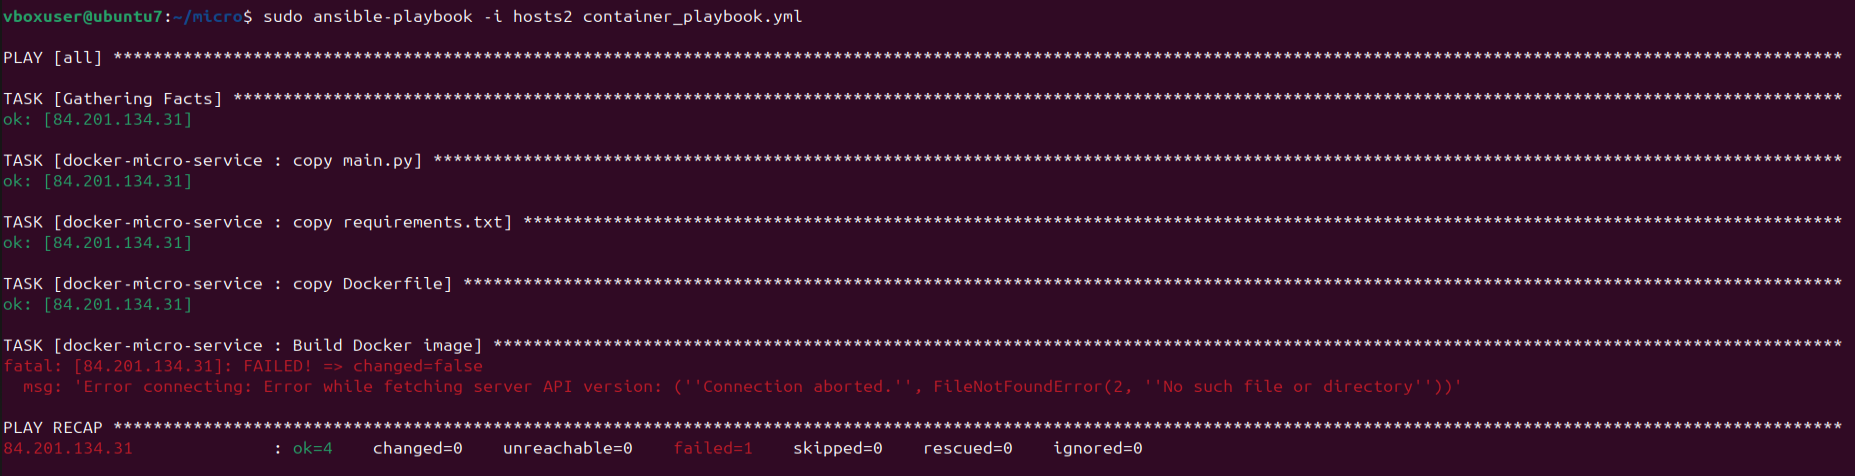 vboxuser@ubuntu7:~/micro$ sudo ansible-playbook -i hosts2 container_playbook.yml
PLAY [all] *****************************************************************************************************************************************************************************
TASK [Gathering Facts] *****************************************************************************************************************************************************************
ok: [84.201.134.31]
TASK [docker-micro-service : copy main.py] *********************************************************************************************************************************************
ok: [84.201.134.31]
TASK [docker-micro-service : copy requirements.txt] ************************************************************************************************************************************
ok: [84.201.134.31]
TASK [docker-micro-service : copy Dockerfile] ******************************************************************************************************************************************
ok: [84.201.134.31]
TASK [docker-micro-service : Build Docker image] ***************************************************************************************************************************************
fatal: [84.201.134.31]: FAILED! => changed=false
  msg: 'Error connecting: Error while fetching server API version: (''Connection aborted.'', FileNotFoundError(2, ''No such file or directory''))'
PLAY RECAP *****************************************************************************************************************************************************************************
84.201.134.31              : ok=4    changed=0    unreachable=0    failed=1    skipped=0    rescued=0    ignored=0